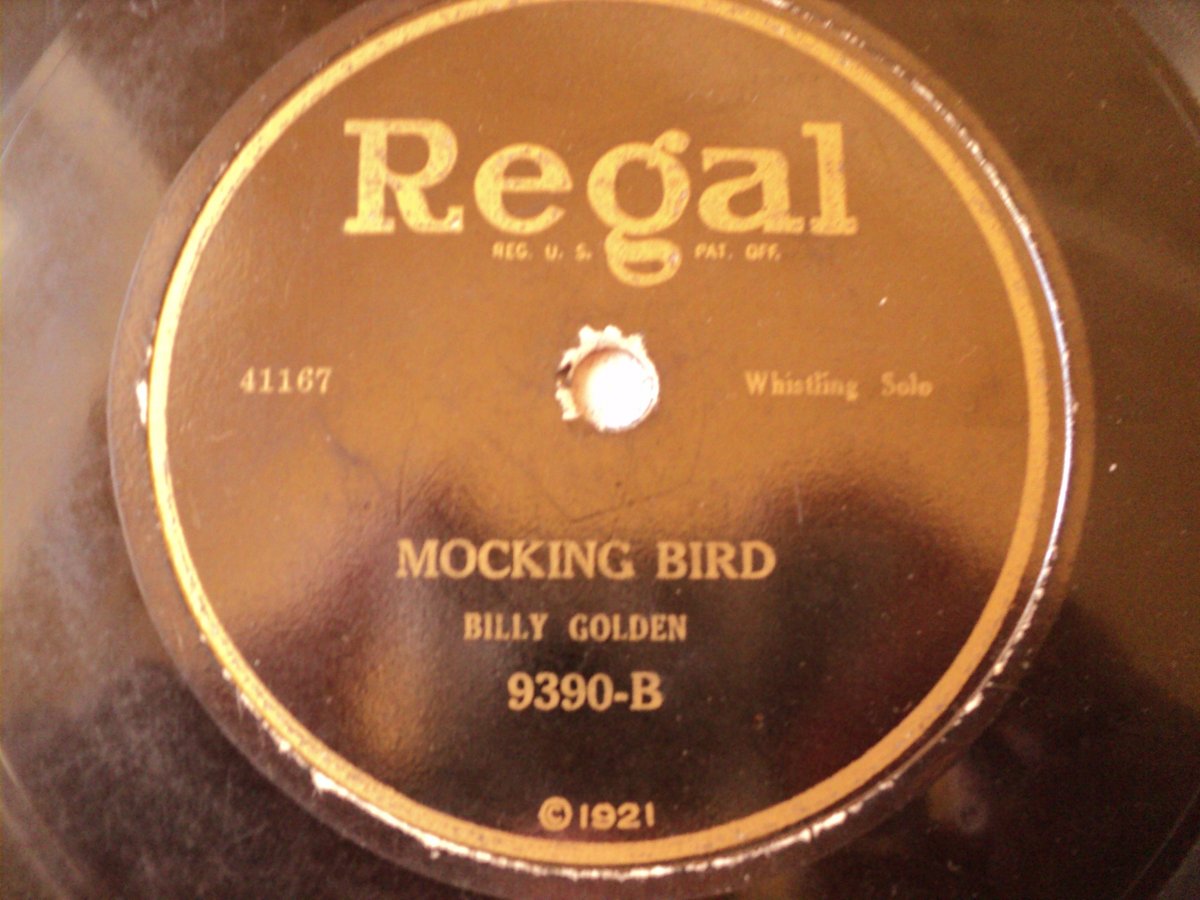 Regal
REG. U. S. PAT. OFF.
41167 Whistling Solo
MOCKING BIRD
BILLY GOLDEN
9390-B
©1921